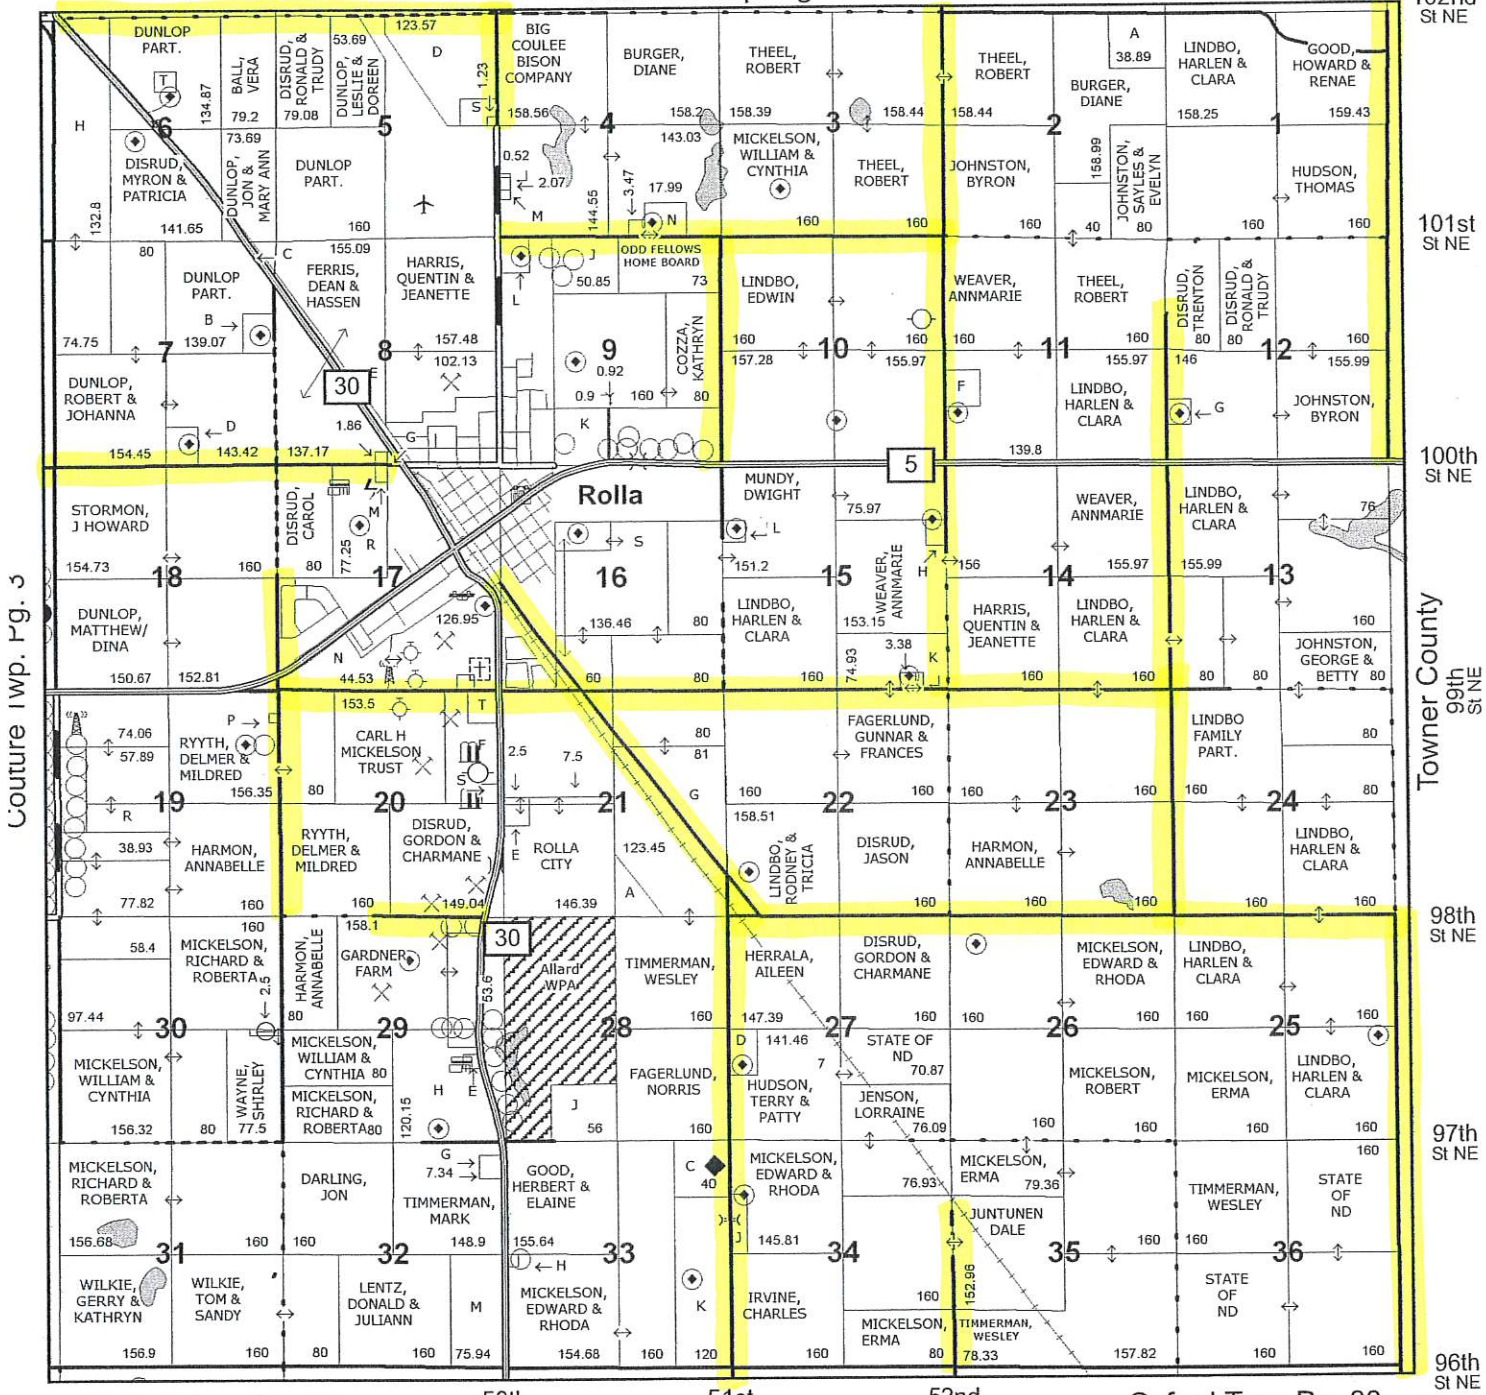 102nd
St NE
DUNLOP
PART.
53.69
123.57
D
BIG
COULEE
BISON
COMPANY
BURGER,
DIANE
THEEL,
ROBERT
THEEL,
ROBERT
A
38.89
LINDBO,
HARLEN &
CLARA
GOOD,
HOWARD &
RENAE
T
134.87
BALL,
VERA
DISRUD,
RONALD &
TRUDY
DUNLOP,
LESLIE &
DOREEN
1.23
S
BURGER,
DIANE
H
79.2
79.08
158.56
158.2
158.39
158.44
158.44
158.25
159.43
6
5
4
3
2
1
73.69
143.03
DISRUD,
MYRON &
PATRICIA
DUNLOP,
JON &
MARY ANN
DUNLOP
PART.
0.52
2.07
M
144.55
3.47
17.99
N
MICKELSON,
WILLIAM &
CYNTHIA
THEEL,
ROBERT
JOHNSTON,
BYRON
158.99
JOHNSTON,
SAYLES &
EVELYN
HUDSON,
THOMAS
132.8
141.65
160
160
160
160
40
80
160
160
101st
St NE
80
C
155.09
J
ODD FELLOWS
HOME BOARD
DUNLOP
PART.
FERRIS,
DEAN &
HASSEN
HARRIS,
QUENTIN &
JEANETTE
L
50.85
73
LINDBO,
EDWIN
WEAVER,
ANNMARIE
THEEL,
ROBERT
DISRUD,
TRENTON
DISRUD,
RONALD &
TRUDY
B
74.75
139.07
157.48
COZZA,
KATHRYN
160
160
160
160
80
80
160
7
8
9
10
11
12
102.13
157.28
155.97
155.97
146
155.99
E
30
0.92
DUNLOP,
ROBERT &
JOHANNA
F
LINDBO,
HARLEN &
CLARA
G
JOHNSTON,
BYRON
D
1.86
G
0.9
160
80
K
154.45
143.42
137.17
139.8
5
100th
St NE
Rolla
STORMON,
J HOWARD
DISRUD,
CAROL
M
R
MUNDY,
DWIGHT
75.97
WEAVER,
ANNMARIE
LINDBO,
HARLEN &
CLARA
76
L
S
154.73
160
80
77.25
151.2
WEAVER,
ANNMARIE
H
156
155.97
155.99
18
17
16
15
14
13
DUNLOP,
MATTHEW/
DINA
126.95
136.46
80
LINDBO,
HARLEN &
CLARA
153.15
HARRIS,
QUENTIN &
JEANETTE
LINDBO,
HARLEN &
CLARA
160
N
74.93
3.38
K
JOHNSTON,
GEORGE &
BETTY
150.67
152.81
44.53
60
80
160
L
160
160
80
80
80
99th
St NE
Couture Twp. Pg. 3
Towner County
P
153.5
T
74.06
57.89
RYYTH,
DELMER &
MILDRED
CARL H
MICKELSON
TRUST
F
S
2.5
7.5
80
81
FAGERLUND,
GUNNAR &
FRANCES
LINDBO
FAMILY
PART.
80
156.35
80
G
160
160
160
160
160
80
19
20
21
22
23
24
R
158.51
38.93
HARMON,
ANNABELLE
RYYTH,
DELMER &
MILDRED
DISRUD,
GORDON &
CHARMANE
E
ROLLA
CITY
123.45
A
LINDBO,
RODNEY &
TRICIA
DISRUD,
JASON
HARMON,
ANNABELLE
LINDBO,
HARLEN &
CLARA
77.82
160
160
149.04
146.39
160
160
160
160
160
98th
St NE
160
158.1
30
58.4
MICKELSON,
RICHARD &
ROBERTA
HARMON,
ANNABELLE
GARDNER
FARM
Allard
WPA
TIMMERMAN,
WESLEY
HERRALA,
AILEEN
DISRUD,
GORDON &
CHARMANE
MICKELSON,
EDWARD &
RHODA
LINDBO,
HARLEN &
CLARA
2.5
53.6
97.44
80
160
147.39
160
160
160
160
160
30
29
28
27
26
25
MICKELSON,
WILLIAM &
CYNTHIA
WAYNE,
SHIRLEY
MICKELSON,
WILLIAM &
CYNTHIA
80
H
E
FAGERLUND,
NORRIS
D
141.46
7
STATE OF
ND
70.87
MICKELSON,
ROBERT
MICKELSON,
ERMA
LINDBO,
HARLEN &
CLARA
MICKELSON,
RICHARD &
ROBERTA
80
120.15
J
HUDSON,
TERRY &
PATTY
JENSON,
LORRAINE
76.09
156.32
80
77.5
56
160
160
160
160
97th
St NE
G
7.34
160
MICKELSON,
RICHARD &
ROBERTA
DARLING,
JON
TIMMERMAN,
MARK
GOOD,
HERBERT &
ELAINE
C
40
MICKELSON,
EDWARD &
RHODA
76.93
MICKELSON,
ERMA
79.36
TIMMERMAN,
WESLEY
STATE
OF
ND
JUNTUNEN
DALE
156.68
160
160
148.9
155.64
J
145.81
160
160
31
32
33
34
35
36
H
WILKIE,
GERRY &
KATHRYN
WILKIE,
TOM &
SANDY
LENTZ,
DONALD &
JULIANN
M
MICKELSON,
EDWARD &
RHODA
K
IRVINE,
CHARLES
160
152.96
STATE
OF
ND
MICKELSON,
ERMA
TIMMERMAN,
WESLEY
156.9
160
80
160
75.94
154.68
160
120
160
80
78.33
157.82
160
160
96th
St NE
51st
52nd